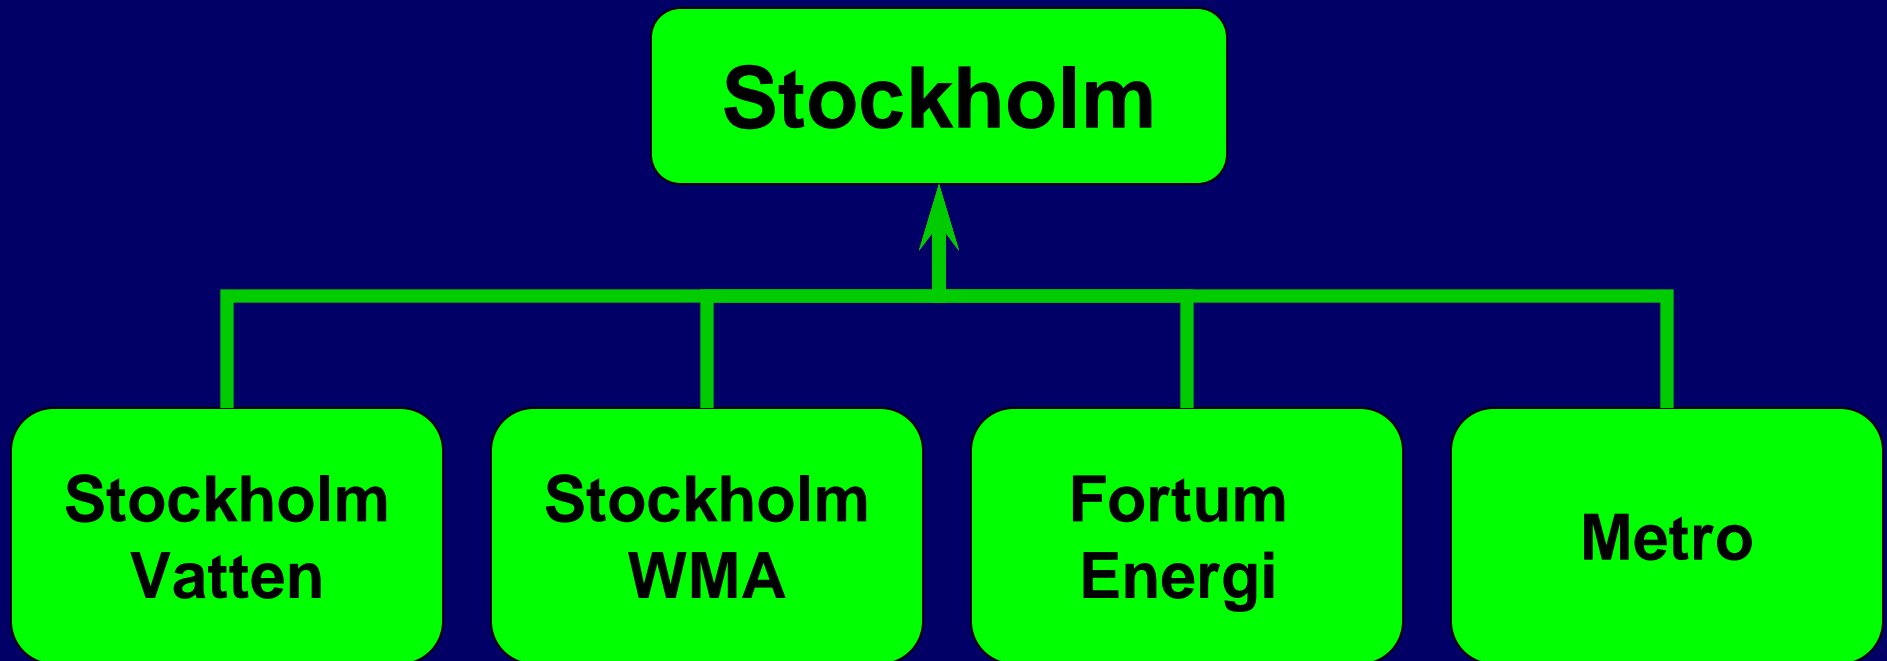 Stockholm
Stockholm
Vatten
Stockholm
WMA
Fortum
Energi
Metro